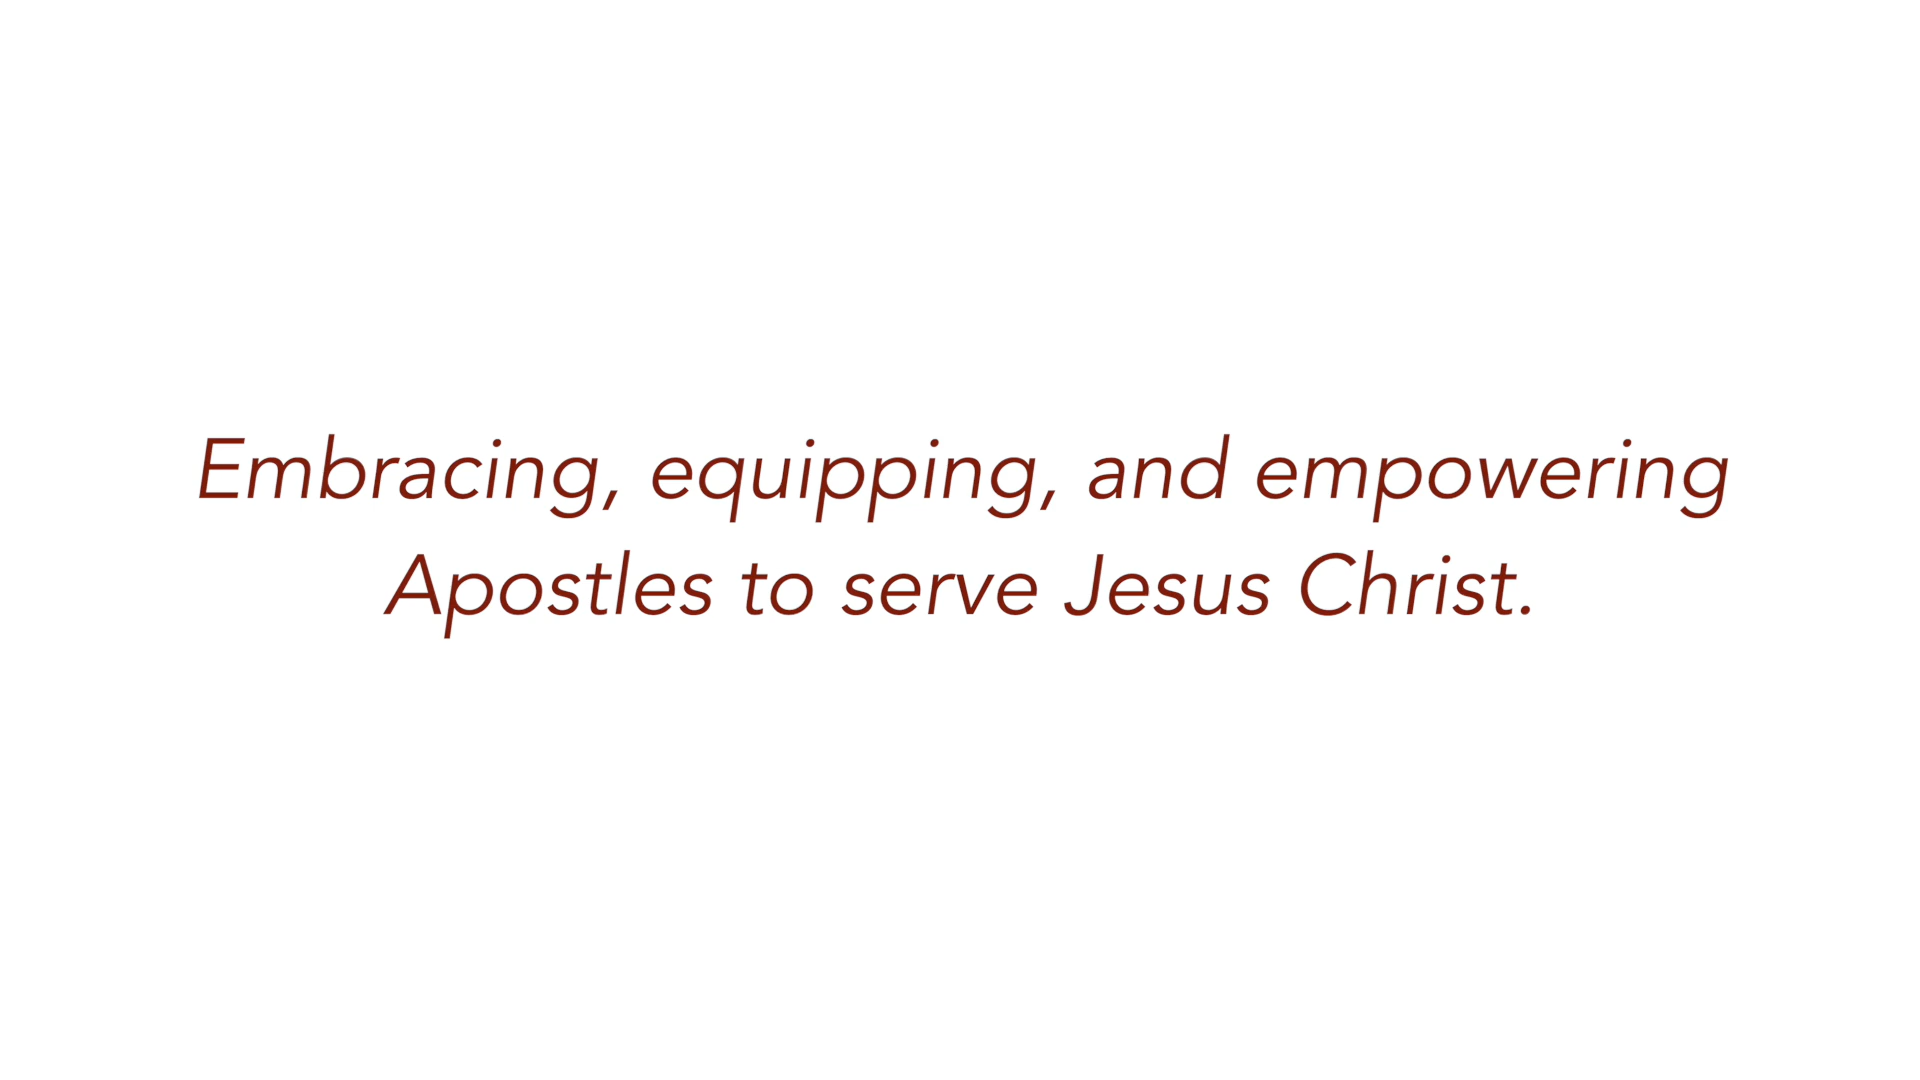 Embracing, equipping, and empowering
Apostles to serve Jesus Christ.